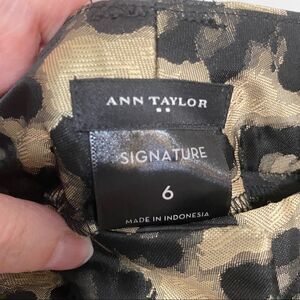 ANN TAYLOR
SIGNATURE
6
MADE IN INDONESIA